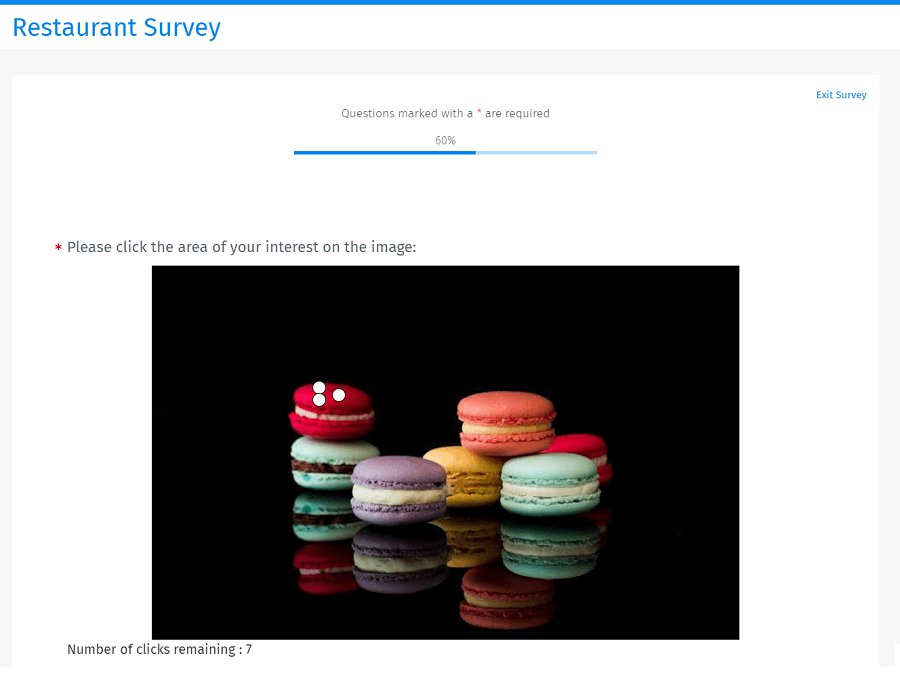 Restaurant Survey
Exit Survey
Questions marked with a * are required
60%
* Please click the area of your interest on the image:
Number of clicks remaining : 7